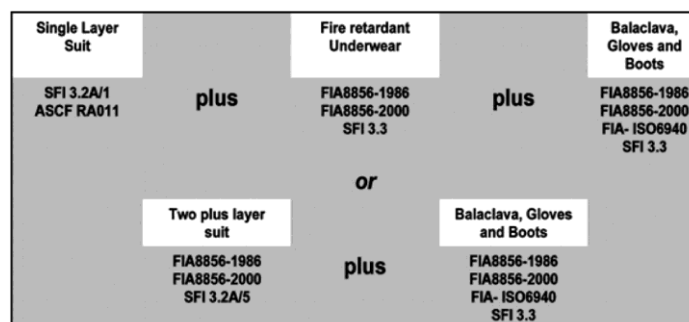 Single Layer
Suit
SFI 3.2A/1
ASCF RA011
plus
Fire retardant
Underwear
FIA8856-1986
FIA8856-2000
SFI 3.3
plus
Balaclava,
Gloves and
Boots
FIA8856-1986
FIA8856-2000
FIA- ISO6940
SFI 3.3
or
Two plus layer
suit
FIA8856-1986
FIA8856-2000
SFI 3.2A/5
plus
Balaclava, Gloves
and Boots
FIA8856-1986
FIA8856-2000
FIA- ISO6940
SFI 3.3